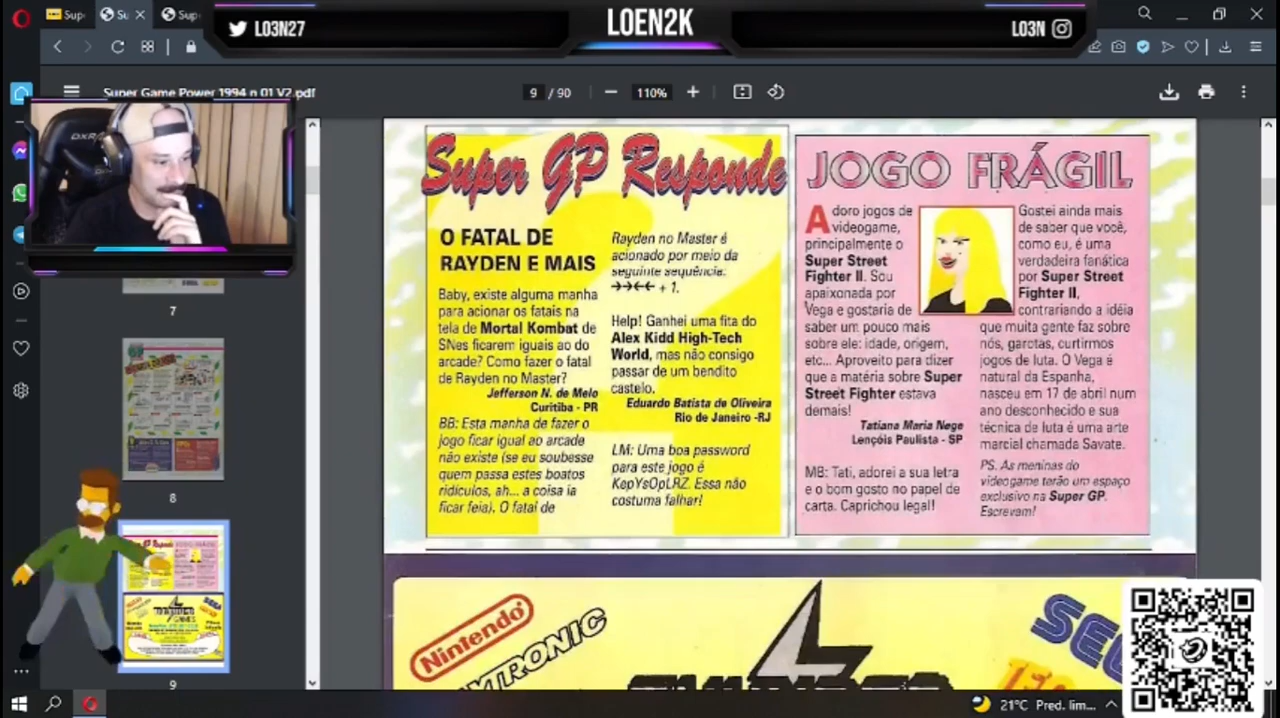 Sup
Su
Sup
LO3N27
LOEN2K
LO3N
Super Game Power 1994 n 01 V2.pdf
9 / 90
110%
7
8
9
Super GP Responde
O FATAL DE
RAYDEN E MAIS
Baby, existe alguma manha
para acionar os fatais na
tela de Mortal Kombat de
SNes ficarem iguais ao do
arcade? Como fazer o fatal
de Rayden no Master?
Jefferson N. de Melo
Curitiba - PR
BB: Esta manha de fazer o
jogo ficar igual ao arcade
não existe (se eu soubesse
quem passa estes boatos
ridículos, ah... a coisa ia
ficar feia). O fatal de
Rayden no Master é
acionado por meio da
seguinte seqüência:
→→←← + 1.
Help! Ganhei uma fita do
Alex Kidd High-Tech
World, mas não consigo
passar de um bendito
castelo.
Eduardo Batista de Oliveira
Rio de Janeiro -RJ
LM: Uma boa password
para este jogo é
KepYsOpLRZ. Essa não
costuma falhar!
JOGO FRÁGIL
Adoro jogos de
videogame,
principalmente o
Super Street
Fighter II. Sou
apaixonada por
Vega e gostaria de
saber um pouco mais
sobre ele: idade, origem,
etc... Aproveito para dizer
que a matéria sobre Super
Street Fighter estava
demais!
Tatiana Maria Nege
Lençóis Paulista - SP
MB: Tati, adorei a sua letra
e o bom gosto no papel de
carta. Caprichou legal!
Gostei ainda mais
de saber que você,
como eu, é uma
verdadeira fanática
por Super Street
Fighter II,
contrariando a idéia
que muita gente faz sobre
nós, garotas, curtirmos
jogos de luta. O Vega é
natural da Espanha,
nasceu em 17 de abril num
ano desconhecido e sua
técnica de luta é uma arte
marcial chamada Savate.
PS. As meninas do
videogame terão um espaço
exclusivo na Super GP.
Escrevam!
Nintendo
21°C Pred. lim...